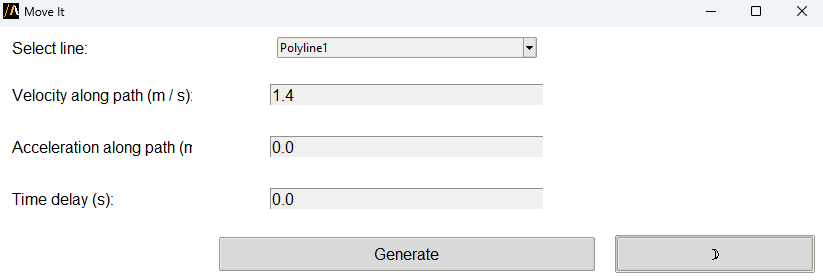 Move It
Select line:
Polyline1
Velocity along path (m / s):
1.4
Acceleration along path (m
0.0
Time delay (s):
0.0
Generate
☽